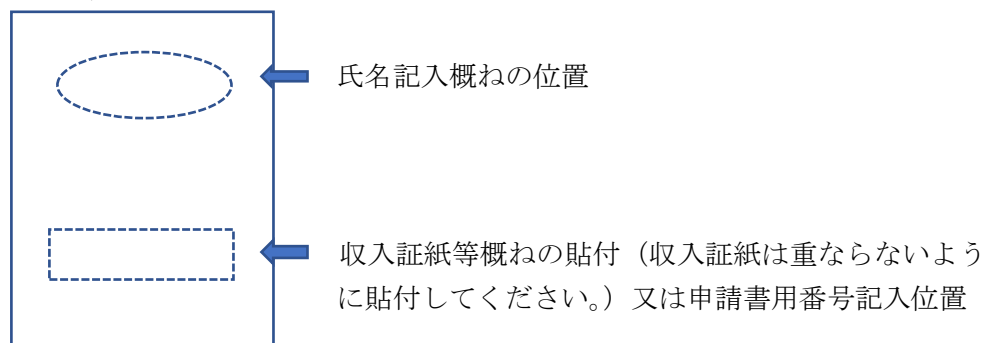 氏名記入概ねの位置
収入証紙等概ねの貼付（収入証紙は重ならないよう
に貼付してください。）又は申請書用番号記入位置